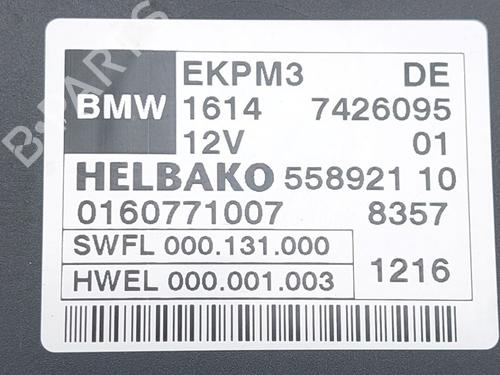 B-PARTS
BMW
EKPM3 DE
1614 7426095
12V 01
HELBAKO 558921 10
0160771007 8357
SWFL 000.131.000
HWEL 000.001.003
1216